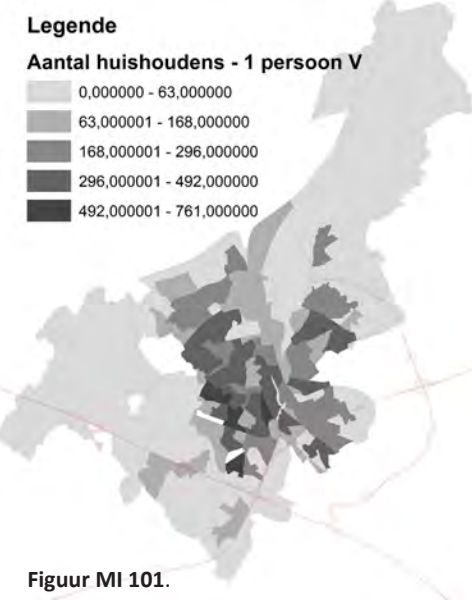 Legende
Aantal huishoudens - 1 persoon V
0,000000 - 63,000000
63,000001 - 168,000000
168,000001 - 296,000000
296,000001 - 492,000000
492,000001 - 761,000000
Figuur MI 101.